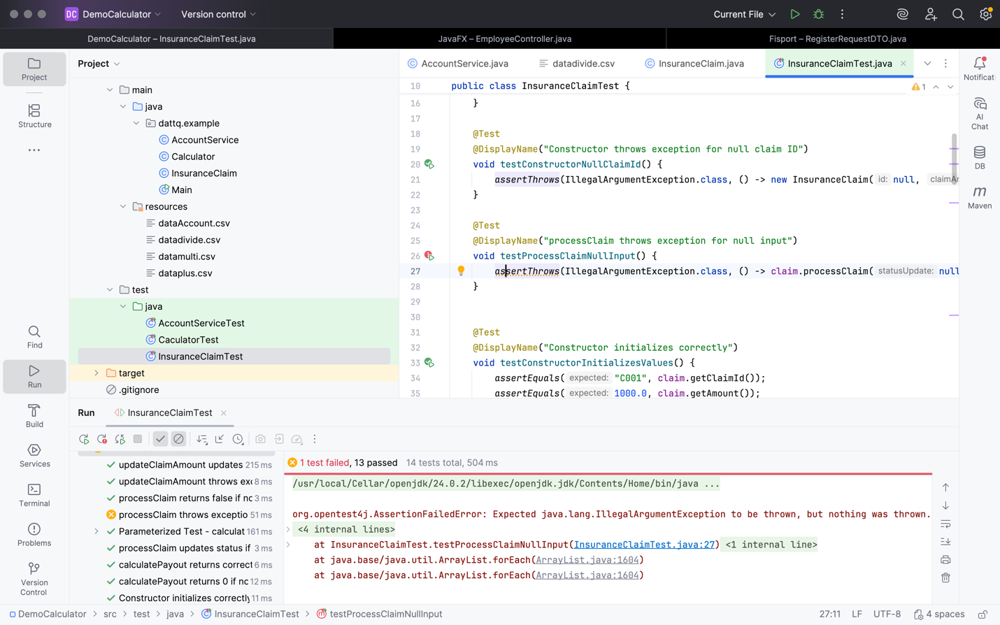 DC DemoCalculator Version control Current File
DemoCalculator – InsuranceClaimTest.java
JavaFX – EmployeeController.java
Fisport – RegisterRequestDTO.java
Project
Structure
Find
Run
Build
Services
Terminal
Problems
Version
Control
Project
main
java
dattq.example
AccountService
Calculator
InsuranceClaim
Main
resources
dataAccount.csv
datadivide.csv
datamulti.csv
dataplus.csv
test
java
AccountServiceTest
CaculatorTest
InsuranceClaimTest
target
.gitignore
AccountService.java datadivide.csv InsuranceClaim.java InsuranceClaimTest.java
10 public class InsuranceClaimTest { 1
16 }
17
18 @Test
19 @DisplayName("Constructor throws exception for null claim ID")
20 void testConstructorNullClaimId() {
21 assertThrows(IllegalArgumentException.class, () -> new InsuranceClaim( id: null, claimAr
22 }
23
24 @Test
25 @DisplayName("processClaim throws exception for null input")
26 void testProcessClaimNullInput() {
27 assertThrows(IllegalArgumentException.class, () -> claim.processClaim( statusUpdate: null
28 }
29
30
31 @Test
32 @DisplayName("Constructor initializes correctly")
33 void testConstructorInitializesValues() {
34 assertEquals( expected: "C001", claim.getClaimId());
35 assertEquals( expected: 1000.0, claim.getAmount());
Notificat
AI
Chat
DB
m
Maven
Run InsuranceClaimTest
updateClaimAmount updates 215 ms
updateClaimAmount throws exc 8 ms
processClaim returns false if no 3 ms
processClaim throws exceptio 51 ms
Parameterized Test - calculat 161 ms
processClaim updates status if 3 ms
calculatePayout returns correct 6 ms
calculatePayout returns 0 if no 12 ms
Constructor initializes correctly 11 ms
1 test failed, 13 passed 14 tests total, 504 ms
/usr/local/Cellar/openjdk/24.0.2/libexec/openjdk.jdk/Contents/Home/bin/java ...
org.opentest4j.AssertionFailedError: Expected java.lang.IllegalArgumentException to be thrown, but nothing was thrown.
<4 internal lines>
at InsuranceClaimTest.testProcessClaimNullInput(InsuranceClaimTest.java:27) <1 internal line>
at java.base/java.util.ArrayList.forEach(ArrayList.java:1604)
at java.base/java.util.ArrayList.forEach(ArrayList.java:1604)
DemoCalculator > src > test > java > InsuranceClaimTest > testProcessClaimNullInput 27:11 LF UTF-8 4 spaces